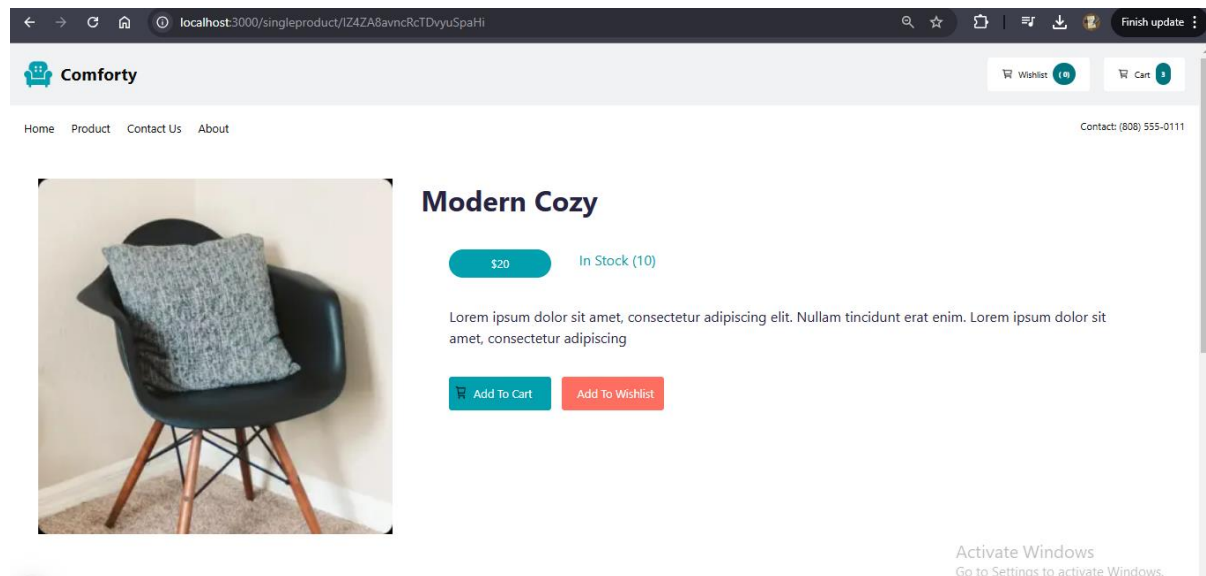 localhost:3000/singleproduct/IZ4ZA8avncRcTDvyuSpaHi
Finish update
Comforty
Wishlist (0)
Cart 3
Home Product Contact Us About
Contact: (808) 555-0111
Modern Cozy
$20
In Stock (10)
Lorem ipsum dolor sit amet, consectetur adipiscing elit. Nullam tincidunt erat enim. Lorem ipsum dolor sit
amet, consectetur adipiscing
Add To Cart
Add To Wishlist
Activate Windows
Go to Settings to activate Windows.